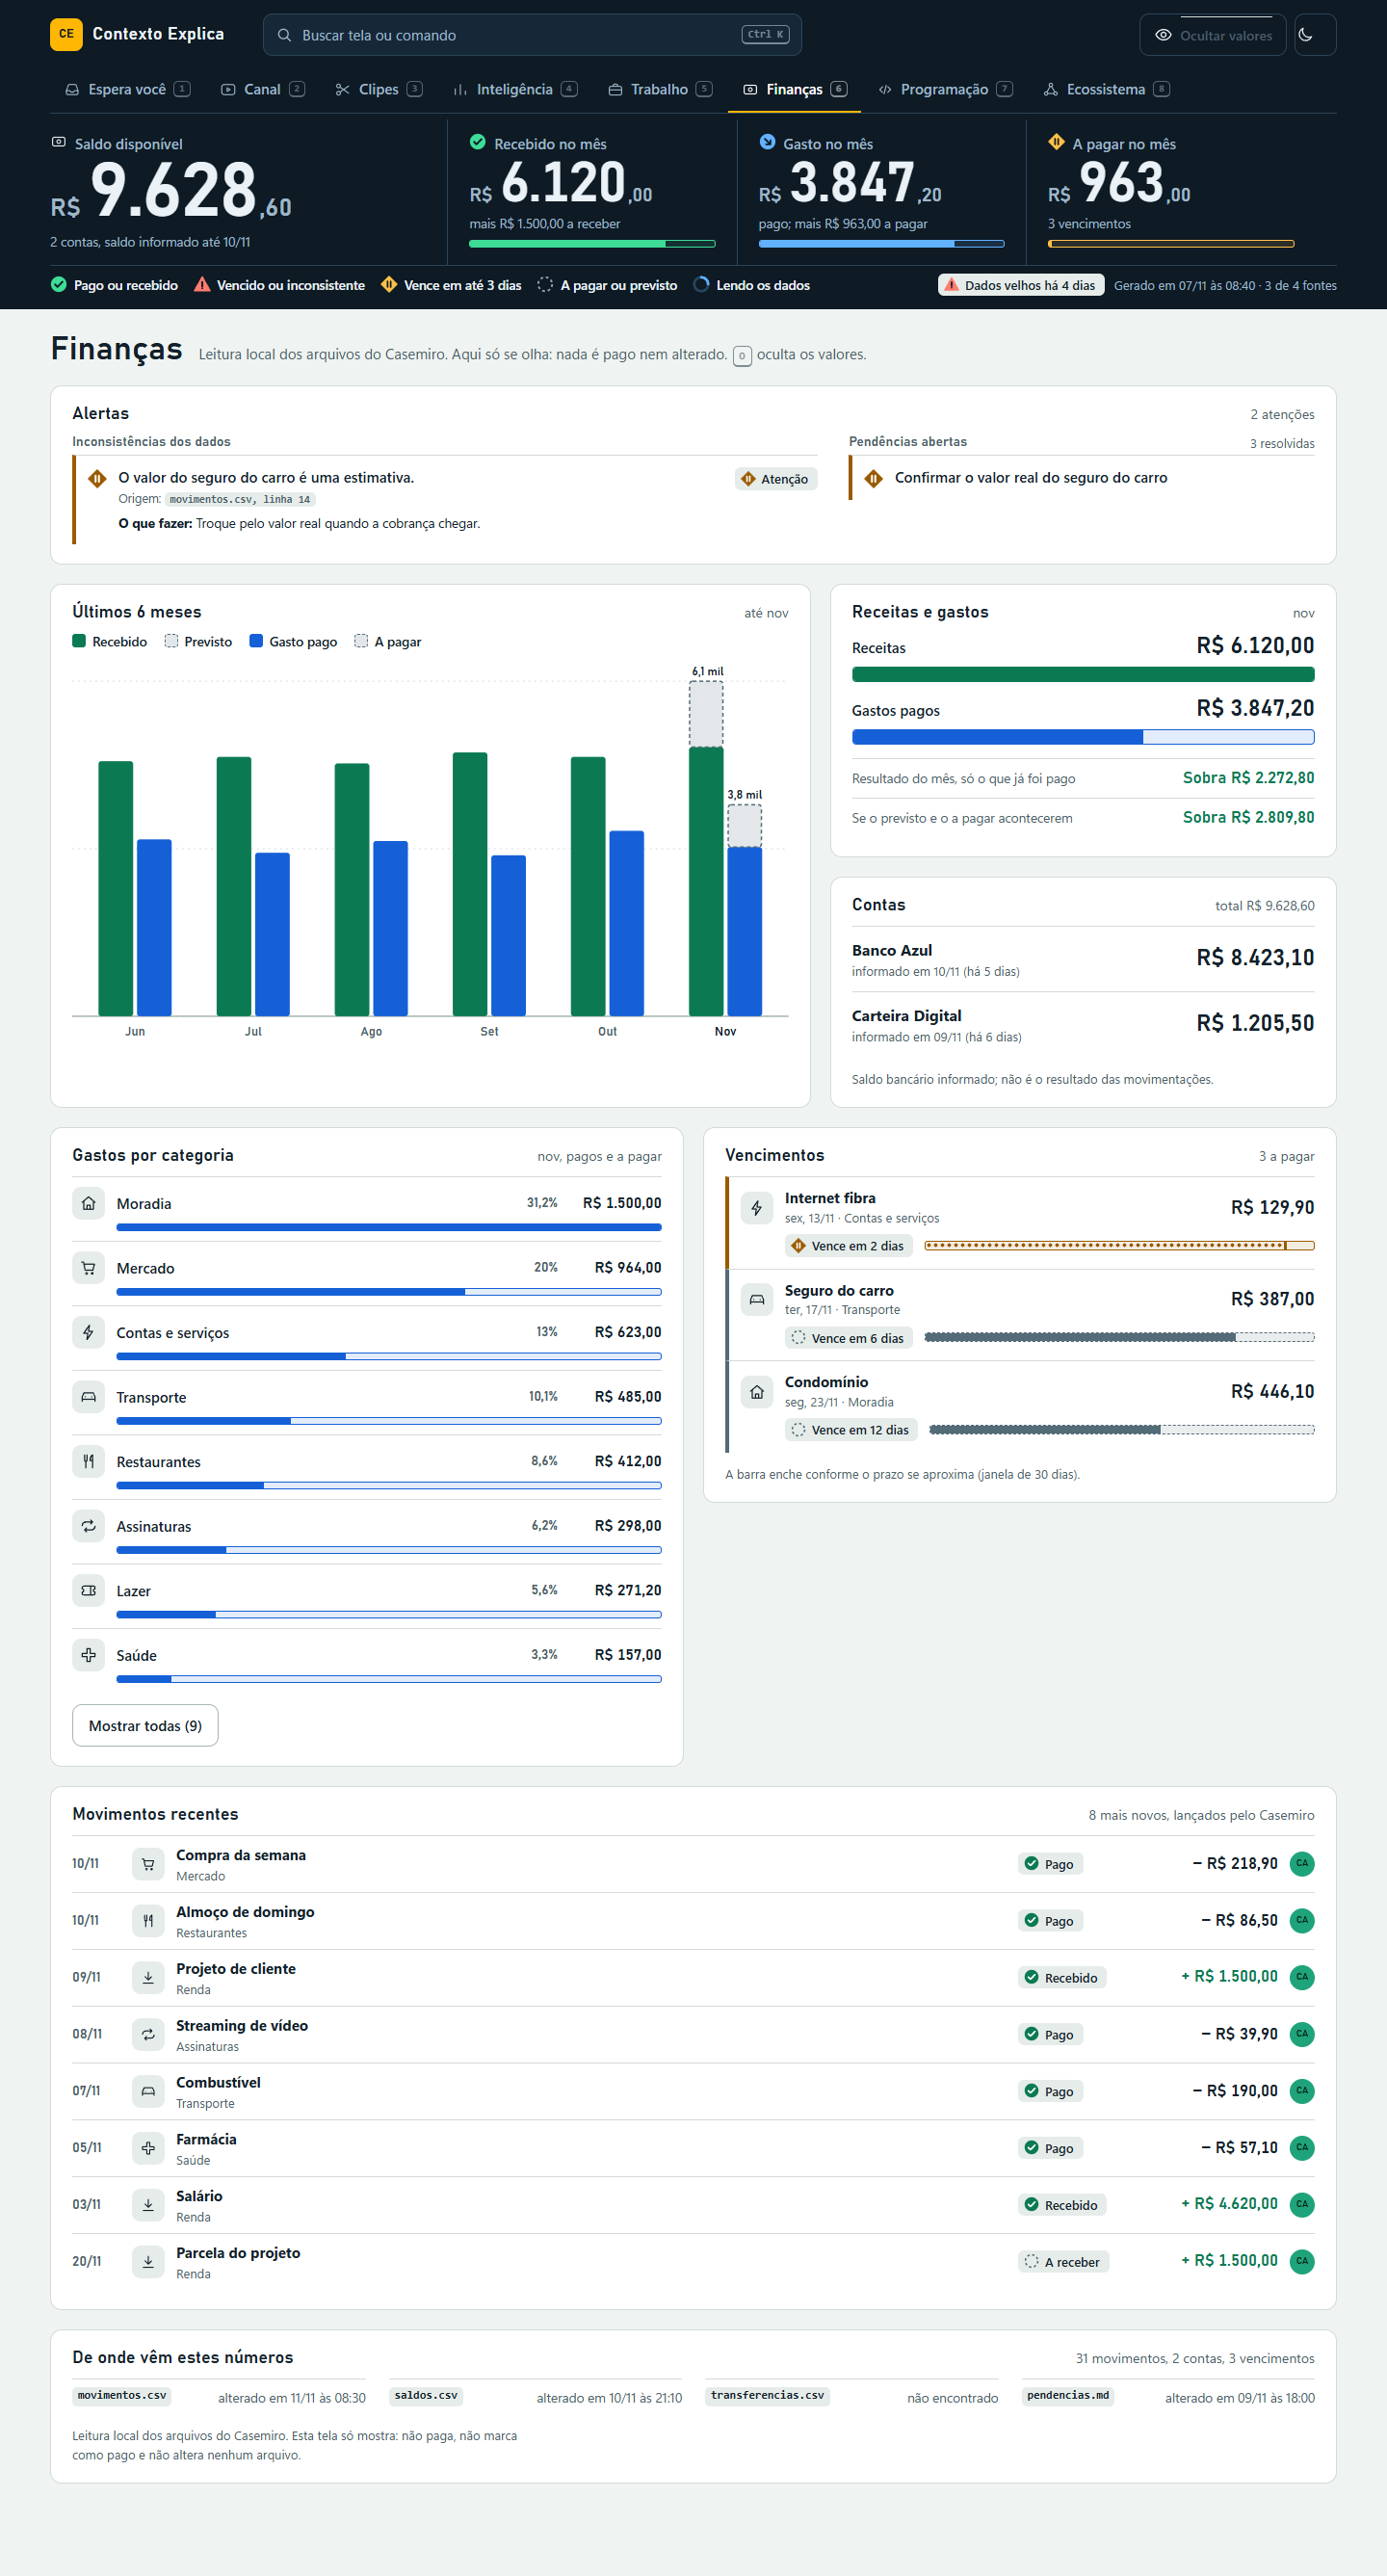 CE Contexto Explica
Buscar tela ou comando Ctrl K
Ocultar valores
Espera você 1 Canal 2 Clipes 3 Inteligência 4 Trabalho 5 Finanças 6 Programação 7 Ecossistema 8
Saldo disponível
R$ 9.628,60
2 contas, saldo informado até 10/11
Recebido no mês
R$ 6.120,00
mais R$ 1.500,00 a receber
Gasto no mês
R$ 3.847,20
pago; mais R$ 963,00 a pagar
A pagar no mês
R$ 963,00
3 vencimentos
Pago ou recebido Vencido ou inconsistente Vence em até 3 dias A pagar ou previsto Lendo os dados
Dados velhos há 4 dias Gerado em 07/11 às 08:40 · 3 de 4 fontes
Finanças Leitura local dos arquivos do Casemiro. Aqui só se olha: nada é pago nem alterado. O oculta os valores.
Alertas 2 atenções
Inconsistências dos dados
O valor do seguro do carro é uma estimativa. Atenção
Origem: movimentos.csv, linha 14
O que fazer: Troque pelo valor real quando a cobrança chegar.
Pendências abertas 3 resolvidas
Confirmar o valor real do seguro do carro
Últimos 6 meses até nov
Recebido Previsto Gasto pago A pagar
6,1 mil
3,8 mil
Jun Jul Ago Set Out Nov
Receitas e gastos nov
Receitas R$ 6.120,00
Gastos pagos R$ 3.847,20
Resultado do mês, só o que já foi pago Sobra R$ 2.272,80
Se o previsto e o a pagar acontecerem Sobra R$ 2.809,80
Contas total R$ 9.628,60
Banco Azul R$ 8.423,10
informado em 10/11 (há 5 dias)
Carteira Digital R$ 1.205,50
informado em 09/11 (há 6 dias)
Saldo bancário informado; não é o resultado das movimentações.
Gastos por categoria nov, pagos e a pagar
Moradia 31,2% R$ 1.500,00
Mercado 20% R$ 964,00
Contas e serviços 13% R$ 623,00
Transporte 10,1% R$ 485,00
Restaurantes 8,6% R$ 412,00
Assinaturas 6,2% R$ 298,00
Lazer 5,6% R$ 271,20
Saúde 3,3% R$ 157,00
Mostrar todas (9)
Vencimentos 3 a pagar
Internet fibra R$ 129,90
sex, 13/11 · Contas e serviços
Vence em 2 dias
Seguro do carro R$ 387,00
ter, 17/11 · Transporte
Vence em 6 dias
Condomínio R$ 446,10
seg, 23/11 · Moradia
Vence em 12 dias
A barra enche conforme o prazo se aproxima (janela de 30 dias).
Movimentos recentes 8 mais novos, lançados pelo Casemiro
10/11 Compra da semana Pago − R$ 218,90 CA
Mercado
10/11 Almoço de domingo Pago − R$ 86,50 CA
Restaurantes
09/11 Projeto de cliente Recebido + R$ 1.500,00 CA
Renda
08/11 Streaming de vídeo Pago − R$ 39,90 CA
Assinaturas
07/11 Combustível Pago − R$ 190,00 CA
Transporte
05/11 Farmácia Pago − R$ 57,10 CA
Saúde
03/11 Salário Recebido + R$ 4.620,00 CA
Renda
20/11 Parcela do projeto A receber + R$ 1.500,00 CA
Renda
De onde vêm estes números 31 movimentos, 2 contas, 3 vencimentos
movimentos.csv alterado em 11/11 às 08:30
saldos.csv alterado em 10/11 às 21:10
transferencias.csv não encontrado
pendencias.md alterado em 09/11 às 18:00
Leitura local dos arquivos do Casemiro. Esta tela só mostra: não paga, não marca
como pago e não altera nenhum arquivo.